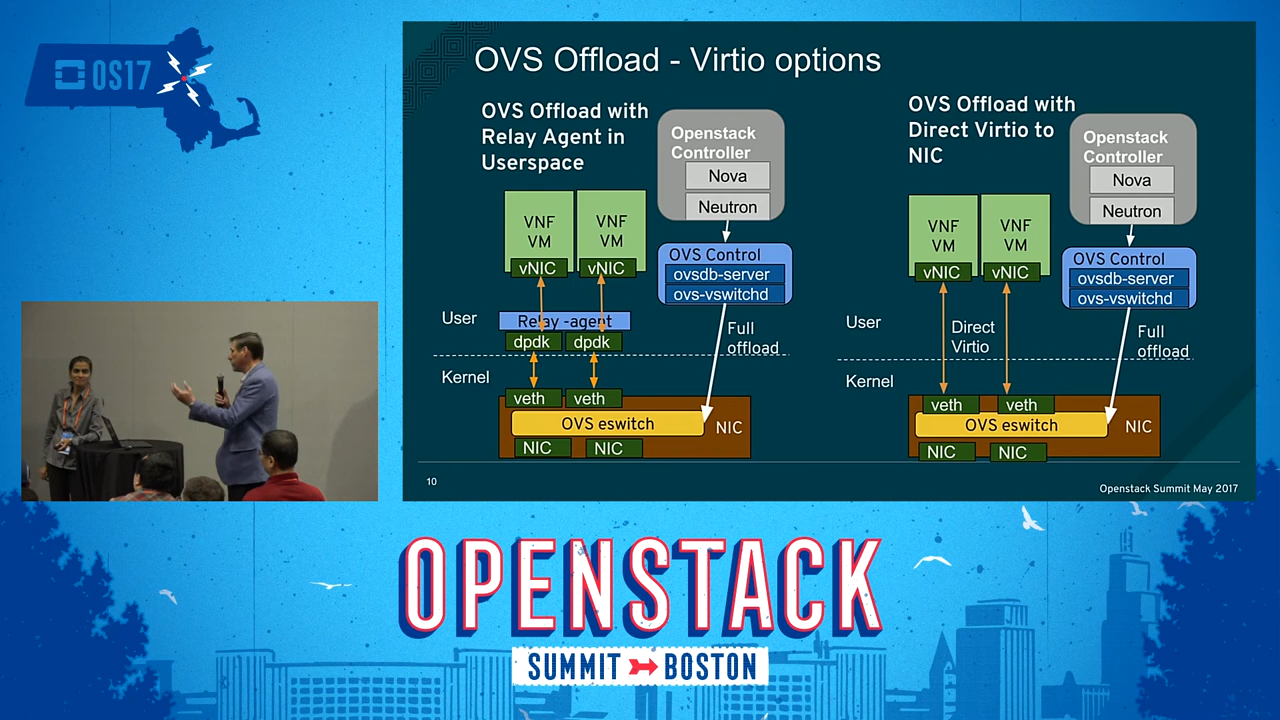 OS17
OVS Offload - Virtio options
OVS Offload with
Relay Agent in
Userspace
Openstack
Controller
Nova
Neutron
VNF
VM
VNF
VM
vNIC
vNIC
OVS Control
ovsdb-server
ovs-vswitchd
User
Relay -agent
dpdk
dpdk
Full
offload
Kernel
veth
veth
OVS eswitch
NIC
NIC
NIC
OVS Offload with
Direct Virtio to
NIC
Openstack
Controller
Nova
Neutron
VNF
VM
VNF
VM
vNIC
vNIC
OVS Control
ovsdb-server
ovs-vswitchd
User
Direct
Virtio
Full
offload
Kernel
veth
veth
OVS eswitch
NIC
NIC
NIC
10
Openstack Summit May 2017
OPENSTACK
SUMMIT BOSTON